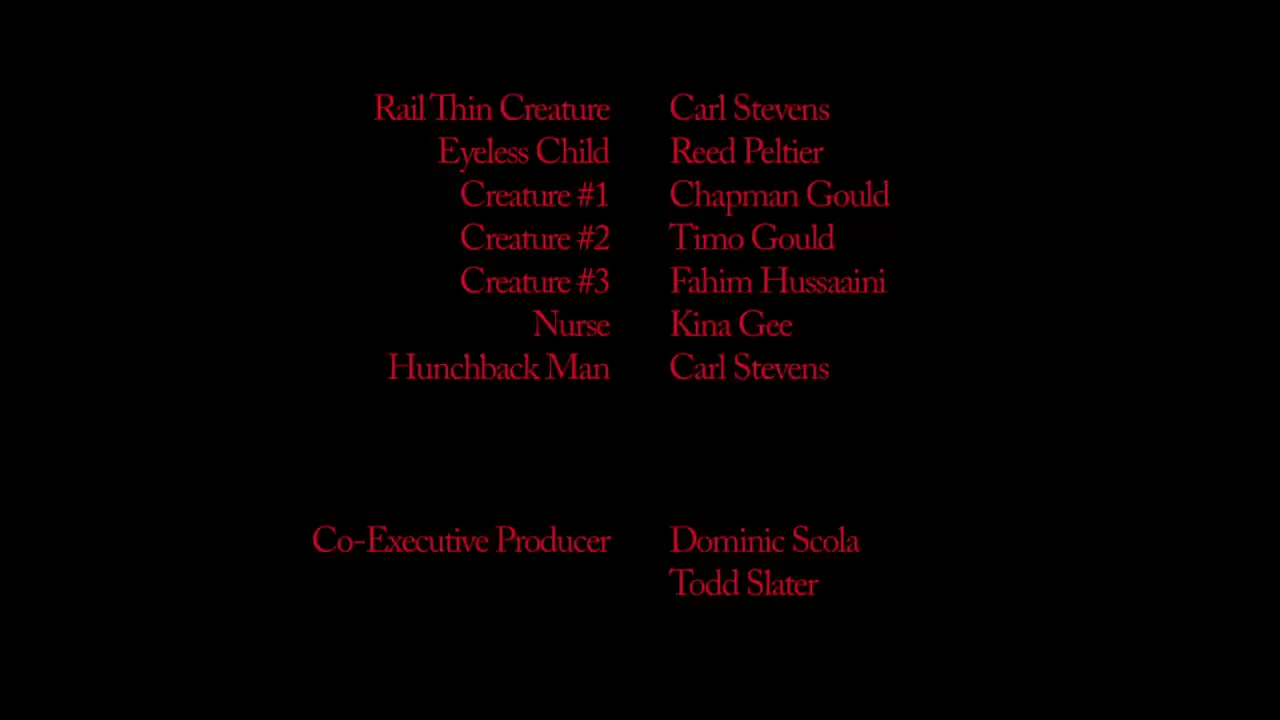 Rail Thin Creature Carl Stevens
Eyeless Child Reed Peltier
Creature #1 Chapman Gould
Creature #2 Timo Gould
Creature #3 Fahim Hussaaini
Nurse Kina Gee
Hunchback Man Carl Stevens
Co-Executive Producer Dominic Scola
Todd Slater